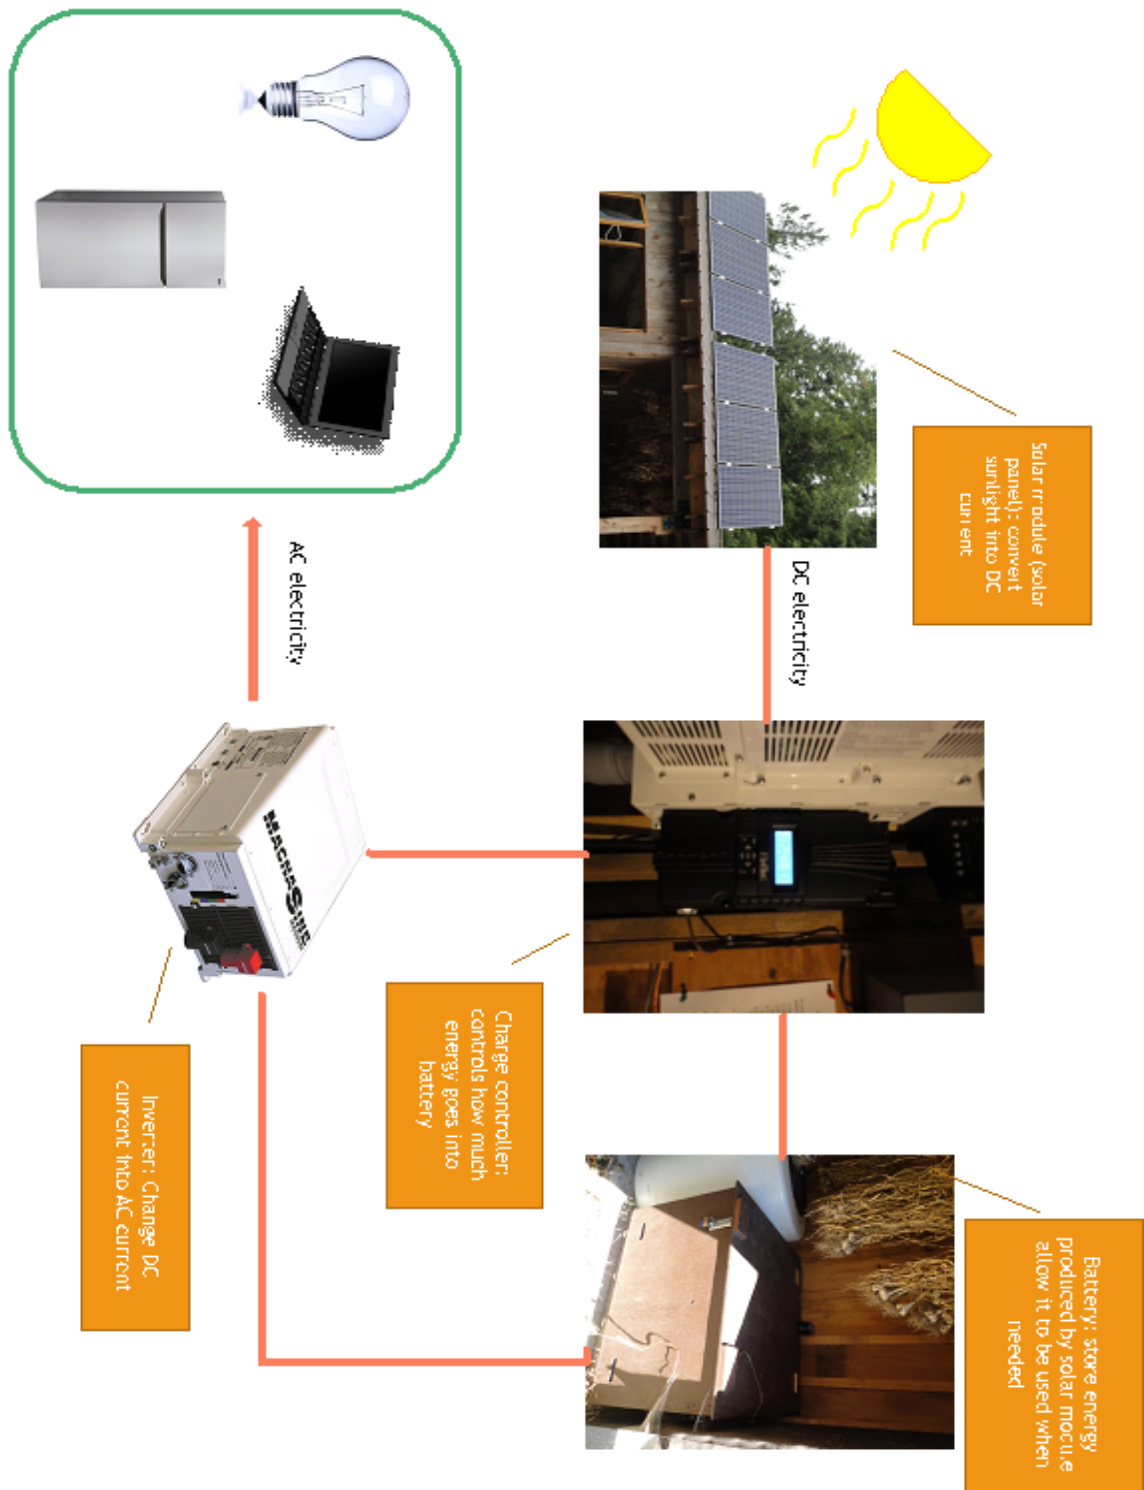 Solar module (solar
panel): convert
sunlight into DC
current
DC electricity
Battery: store energy
produced by solar module
allow it to be used when
needed
Charge controller:
controls how much
energy goes into
battery
AC electricity
MAGNASINE
Inverter: Change DC
current into AC current